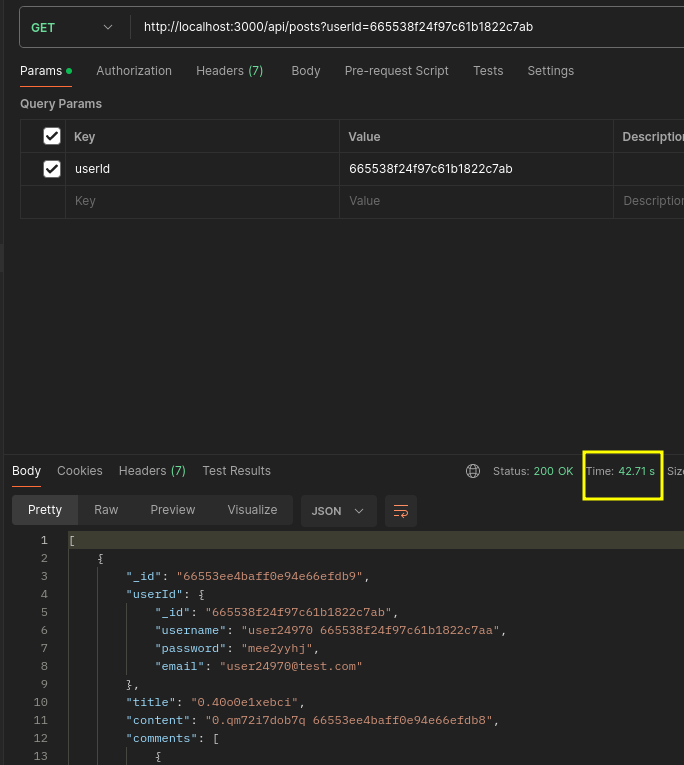 GET http://localhost:3000/api/posts?userId=665538f24f97c61b1822c7ab
Params Authorization Headers (7) Body Pre-request Script Tests Settings
Query Params
Key Value Description
userId 665538f24f97c61b1822c7ab
Key Value Description
Body Cookies Headers (7) Test Results Status: 200 OK Time: 42.71 s Size
Pretty Raw Preview Visualize JSON
1 [
2 {
3 "_id": "66553ee4baff0e94e66efdb9",
4 "userId": {
5 "_id": "665538f24f97c61b1822c7ab",
6 "username": "user24970 665538f24f97c61b1822c7aa",
7 "password": "mee2yyhj",
8 "email": "user24970@test.com"
9 },
10 "title": "0.40o0e1xebci",
11 "content": "0.qm72i7dob7q 66553ee4baff0e94e66efdb8",
12 "comments": [
13 {